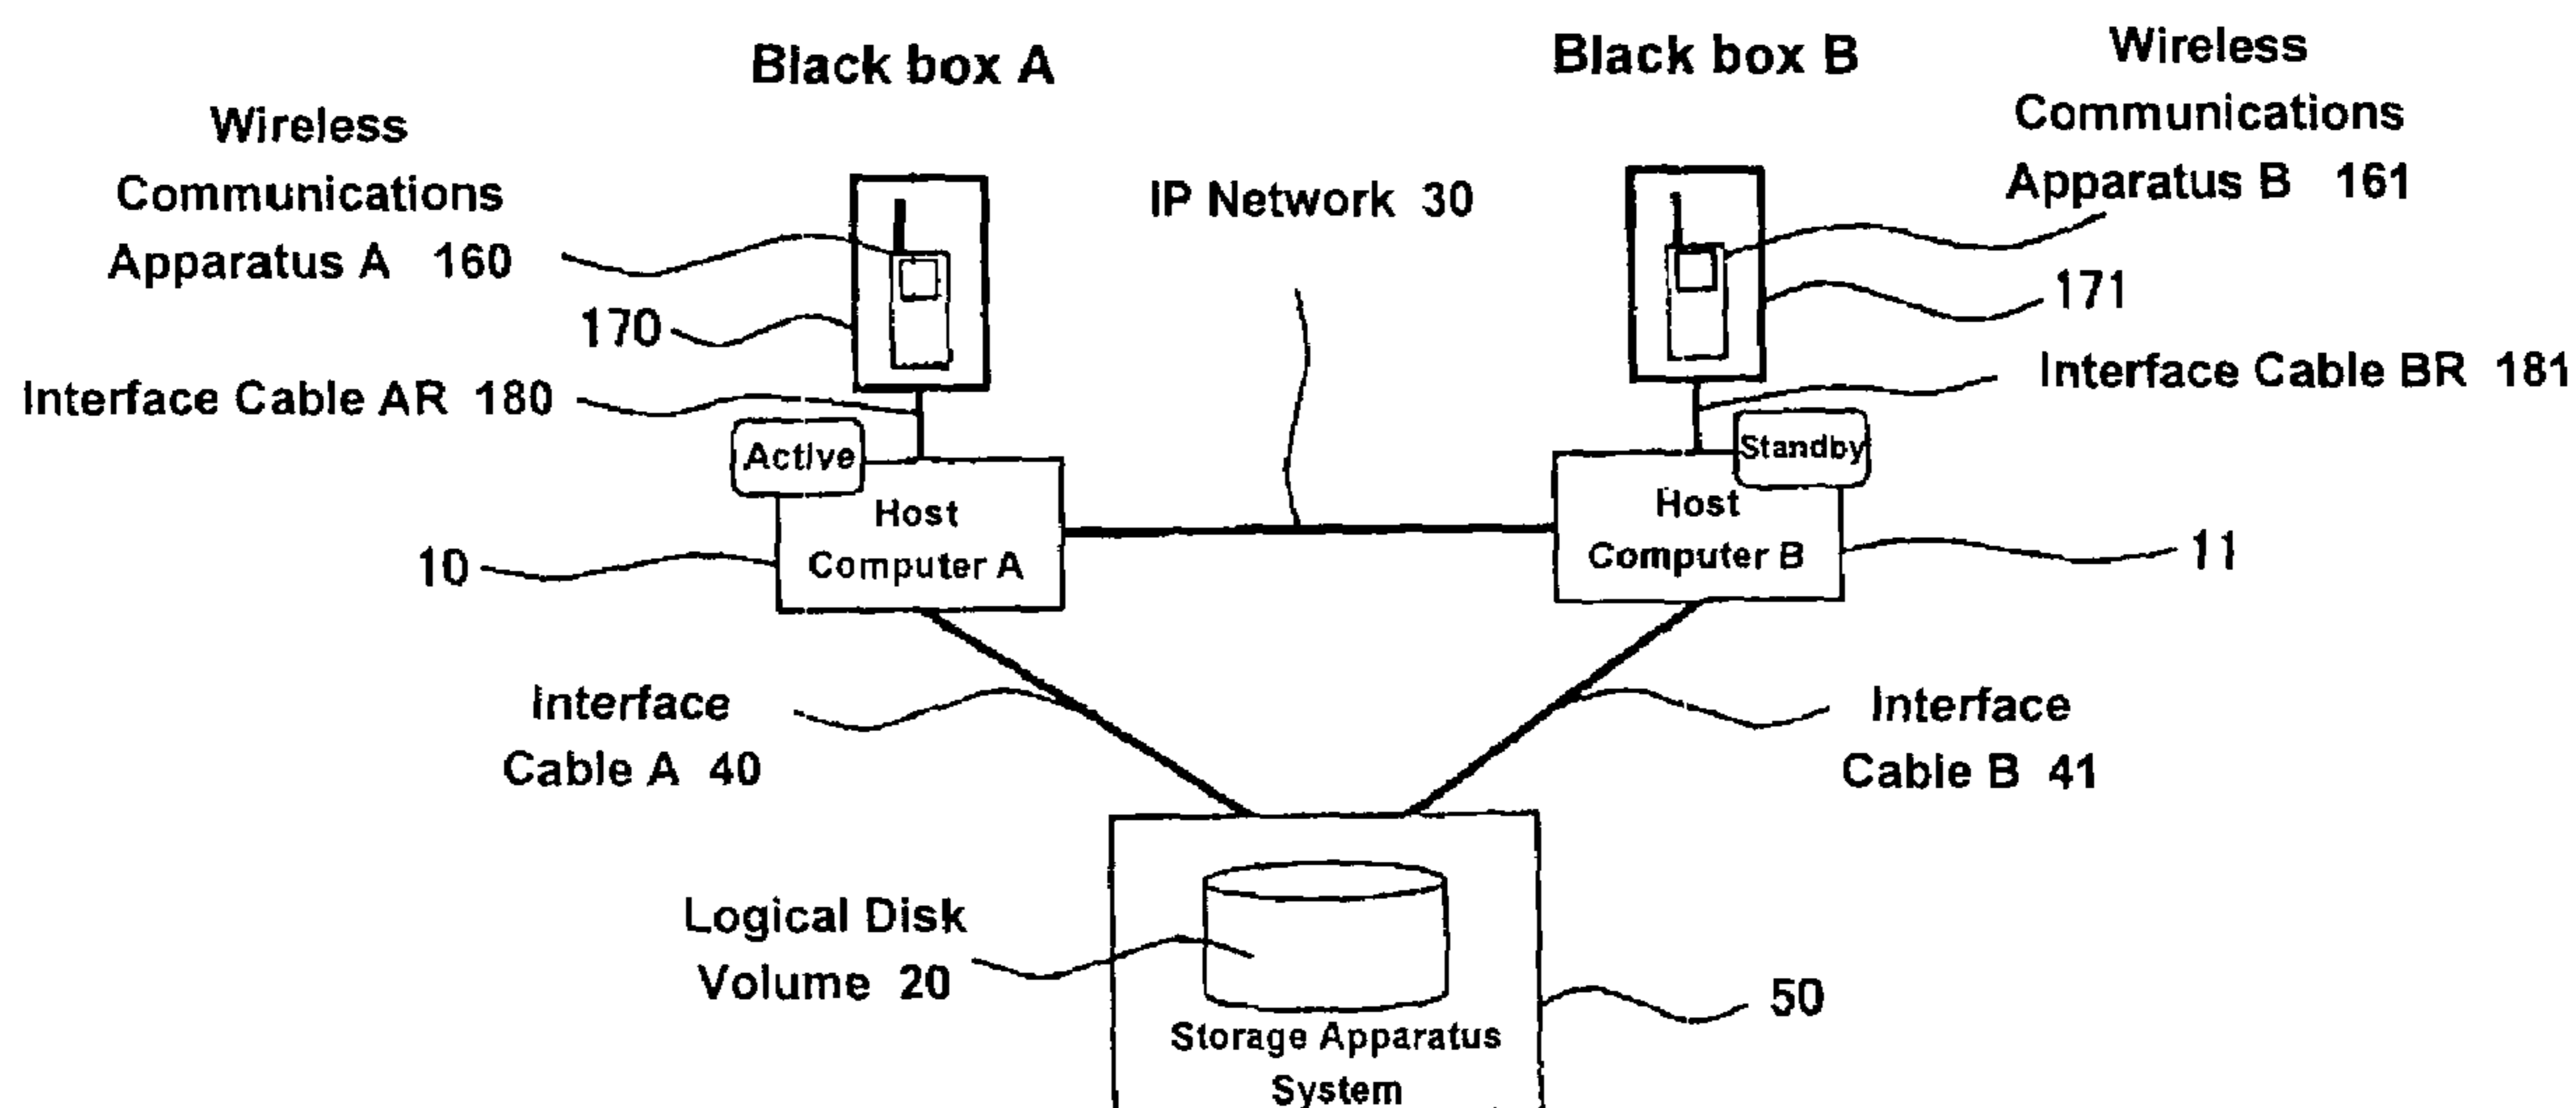 Black box A
Black box B
Wireless
Communications
Apparatus A 160
Wireless
Communications
Apparatus B 161
IP Network 30
170
171
Interface Cable AR 180
Interface Cable BR 181
Active
Standby
Host
Computer A
Host
Computer B
10
11
Interface
Cable A 40
Interface
Cable B 41
Logical Disk
Volume 20
50
Storage Apparatus
System